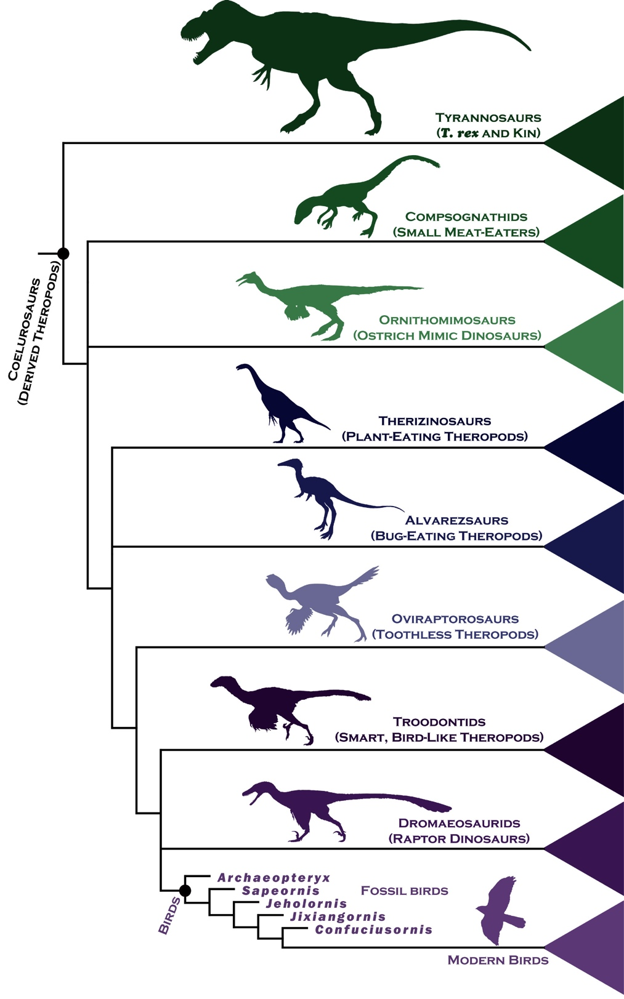 TYRANNOSAURS
(T. rex AND KIN)
COMPSOGNATHIDS
(SMALL MEAT-EATERS)
COELUROSAURS
(DERIVED THEROPODS)
ORNITHOMIMOSAURS
(OSTRICH MIMIC DINOSAURS)
THERIZINOSAURS
(PLANT-EATING THEROPODS)
ALVAREZSAURS
(BUG-EATING THEROPODS)
OVIRAPTOROSAURS
(TOOTHLESS THEROPODS)
TROODONTIDS
(SMART, BIRD-LIKE THEROPODS)
DROMAEOSAURIDS
(RAPTOR DINOSAURS)
Archaeopteryx
Sapeornis
FOSSIL BIRDS
Jeholornis
Jixiangornis
Confuciusornis
BIRDS
MODERN BIRDS